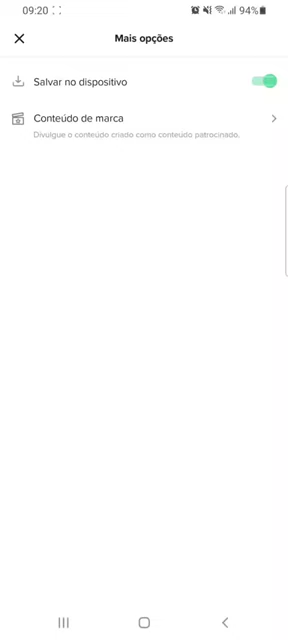 09:20
94%
Mais opções
Salvar no dispositivo
Conteúdo de marca
Divulgue o conteúdo criado como conteúdo patrocinado.